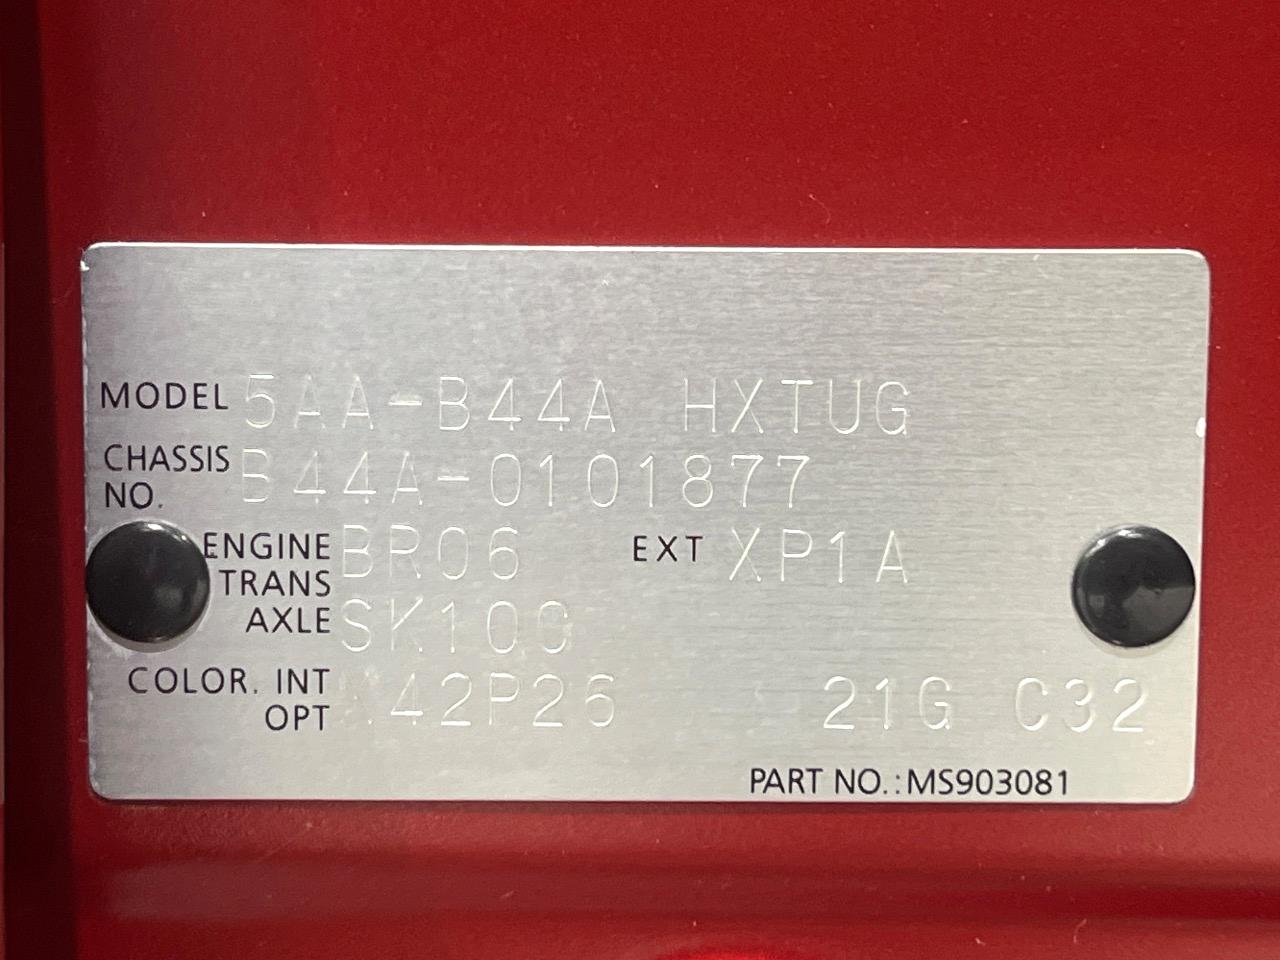 MODEL 5AA-B44A HXTUG
CHASSIS NO. B44A-0101877
ENGINE BR06 EXT XP1A
TRANS AXLE SK100
COLOR. INT OPT A42P26 21G C32
PART NO.:MS903081